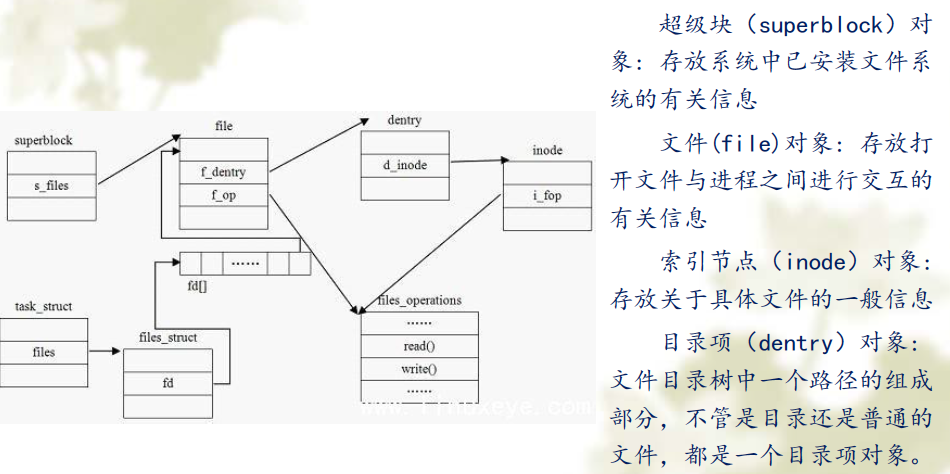 superblock
s_files
file
f_dentry
f_op
dentry
d_inode
inode
i_fop
……
fd[]
task_struct
files
files_struct
fd
files_operations
……
read()
write()
……
www.linuxeye.com
超级块（superblock）对
象：存放系统中已安装文件系
统的有关信息
文件(file)对象：存放打
开文件与进程之间进行交互的
有关信息
索引节点（inode）对象：
存放关于具体文件的一般信息
目录项（dentry）对象：
文件目录树中一个路径的组成
部分，不管是目录还是普通的
文件，都是一个目录项对象。